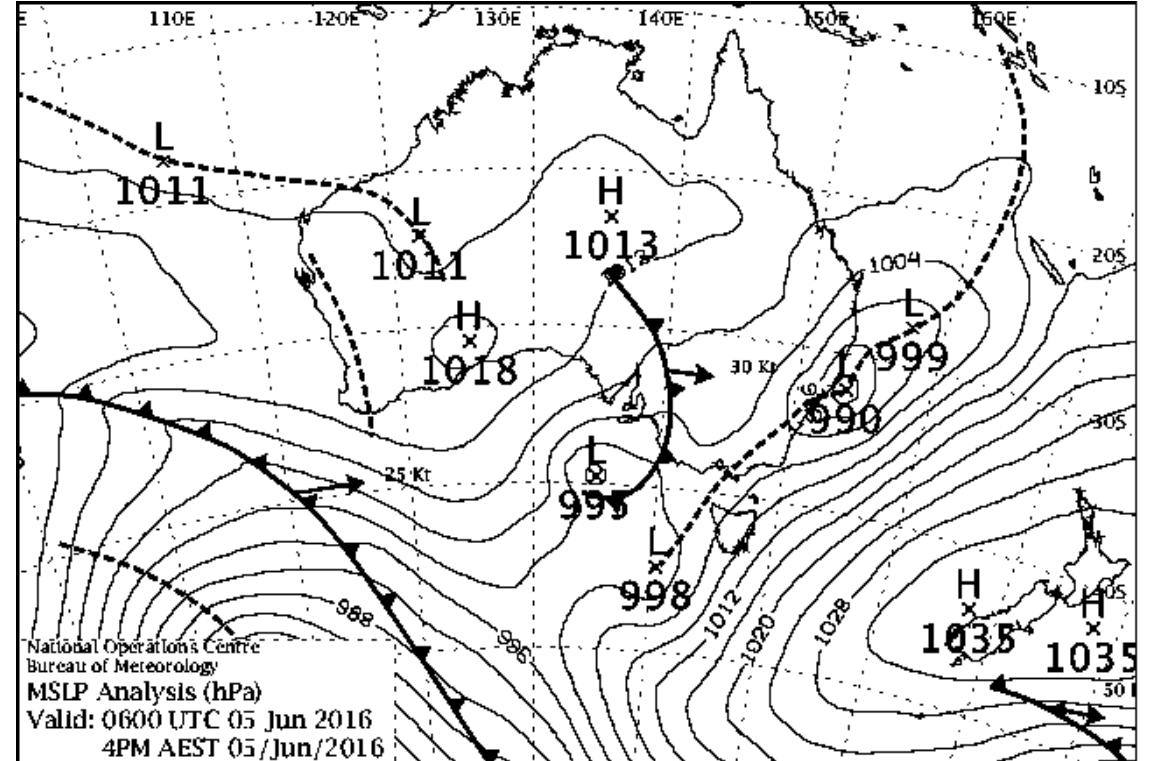 110E 120E 130E 140E 150E 160E
10S
L
1011
L
1011
H
1013
20S
1004
L
999
H
1018
30 Kt
L
990
30S
25 Kt
L
995
L
998
H
1035
H
1035
988
996
1012
1020
1028
50
National Operations Centre
Bureau of Meteorology
MSLP Analysis (hPa)
Valid: 0600 UTC 05 Jun 2016
4PM AEST 05/Jun/2016